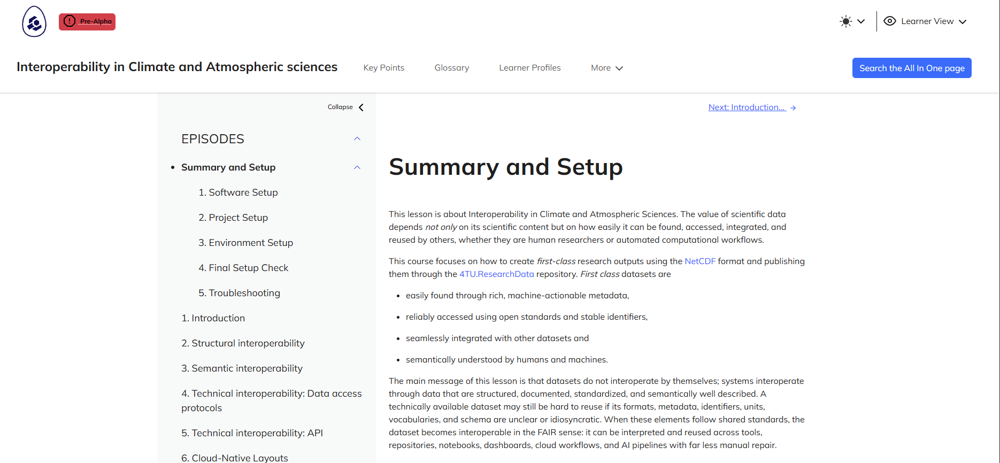 Pre-Alpha
Learner View
Interoperability in Climate and Atmospheric sciences
Key Points
Glossary
Learner Profiles
More
Search the All In One page
Collapse
EPISODES
Summary and Setup
1. Software Setup
2. Project Setup
3. Environment Setup
4. Final Setup Check
5. Troubleshooting
1. Introduction
2. Structural interoperability
3. Semantic interoperability
4. Technical interoperability: Data access
protocols
5. Technical interoperability: API
6. Cloud-Native Layouts
Next: Introduction...
Summary and Setup
This lesson is about Interoperability in Climate and Atmospheric Sciences. The value of scientific data
depends not only on its scientific content but on how easily it can be found, accessed, integrated, and
reused by others, whether they are human researchers or automated computational workflows.
This course focuses on how to create first-class research outputs using the NetCDF format and publishing
them through the 4TU.ResearchData repository. First class datasets are
• easily found through rich, machine-actionable metadata,
• reliably accessed using open standards and stable identifiers,
• seamlessly integrated with other datasets and
• semantically understood by humans and machines.
The main message of this lesson is that datasets do not interoperate by themselves; systems interoperate
through data that are structured, documented, standardized, and semantically well described. A
technically available dataset may still be hard to reuse if its formats, metadata, identifiers, units,
vocabularies, and schema are unclear or idiosyncratic. When these elements follow shared standards, the
dataset becomes interoperable in the FAIR sense: it can be interpreted and reused across tools,
repositories, notebooks, dashboards, cloud workflows, and AI pipelines with far less manual repair.